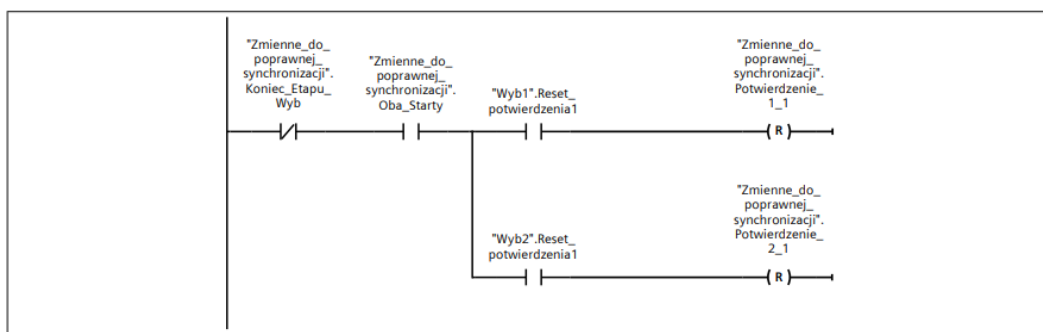 "Zmienne_do_
poprawnej_
synchronizacji".
Koniec_Etapu_
Wyb
"Zmienne_do_
poprawnej_
synchronizacji".
Oba_Starty
"Wyb1".Reset_
potwierdzenia1
"Zmienne_do_
poprawnej_
synchronizacji".
Potwierdzenie_
1_1
R
"Wyb2".Reset_
potwierdzenia1
"Zmienne_do_
poprawnej_
synchronizacji".
Potwierdzenie_
2_1
R